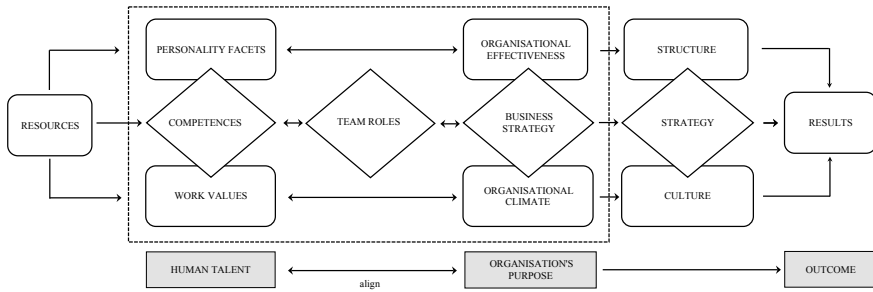 PERSONALITY FACETS
ORGANISATIONAL
EFFECTIVENESS
STRUCTURE
RESOURCES
COMPETENCES
TEAM ROLES
BUSINESS
STRATEGY
STRATEGY
RESULTS
WORK VALUES
ORGANISATIONAL
CLIMATE
CULTURE
HUMAN TALENT
align
ORGANISATION'S
PURPOSE
OUTCOME